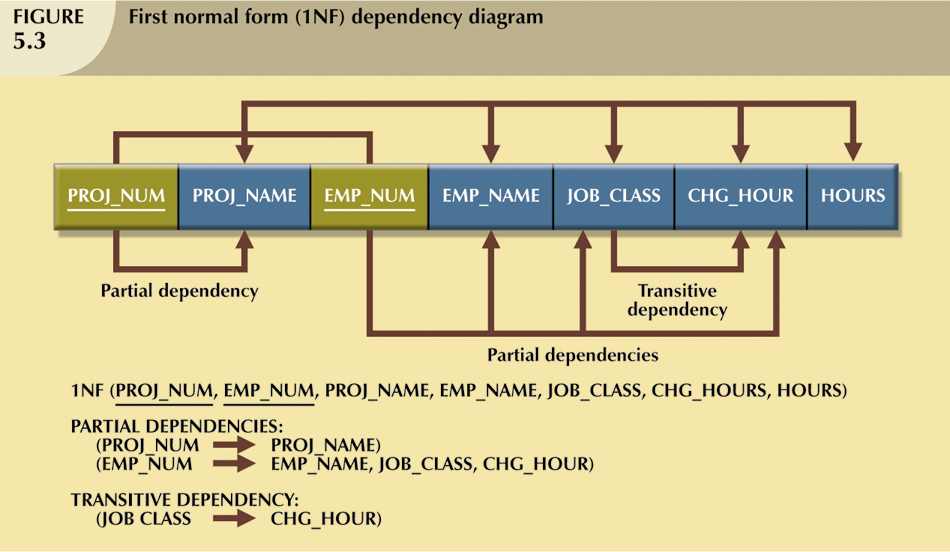 FIGURE
5.3
First normal form (1NF) dependency diagram
PROJ_NUM PROJ_NAME EMP_NUM EMP_NAME JOB_CLASS CHG_HOUR HOURS
Partial dependency
Transitive
dependency
Partial dependencies
1NF (PROJ_NUM, EMP_NUM, PROJ_NAME, EMP_NAME, JOB_CLASS, CHG_HOURS, HOURS)
PARTIAL DEPENDENCIES:
(PROJ_NUM PROJ_NAME)
(EMP_NUM EMP_NAME, JOB_CLASS, CHG_HOUR)
TRANSITIVE DEPENDENCY:
(JOB CLASS CHG_HOUR)